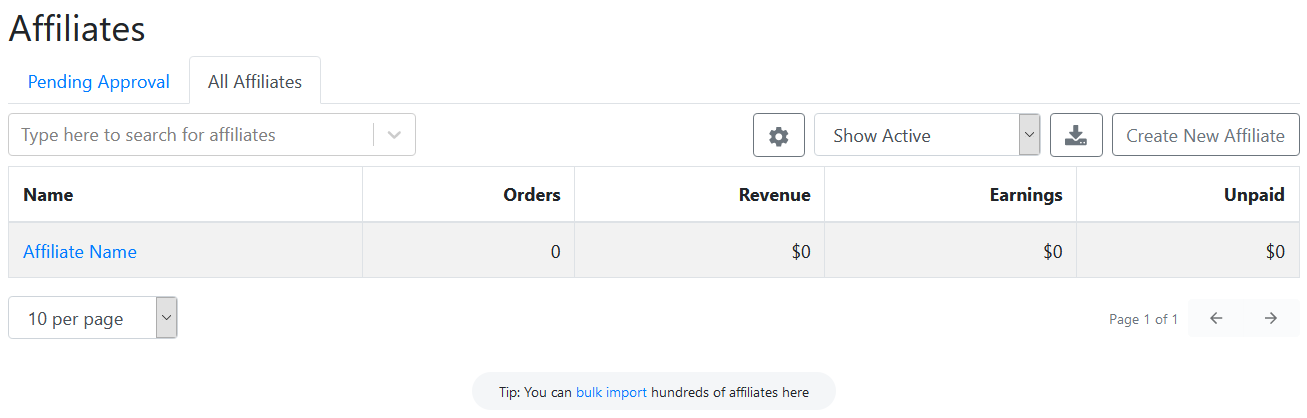 Affiliates
Pending Approval All Affiliates
Type here to search for affiliates Show Active Create New Affiliate
Name Orders Revenue Earnings Unpaid
Affiliate Name 0 $0 $0 $0
10 per page Page 1 of 1
Tip: You can bulk import hundreds of affiliates here